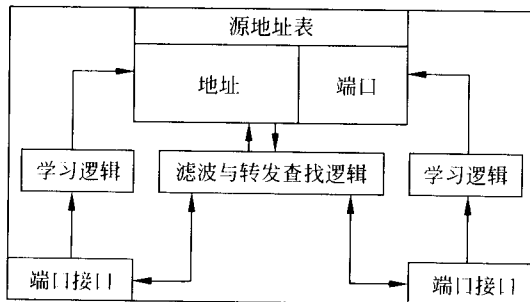 源地址表
地址 端口
学习逻辑 滤波与转发查找逻辑 学习逻辑
端口接口 端口接口